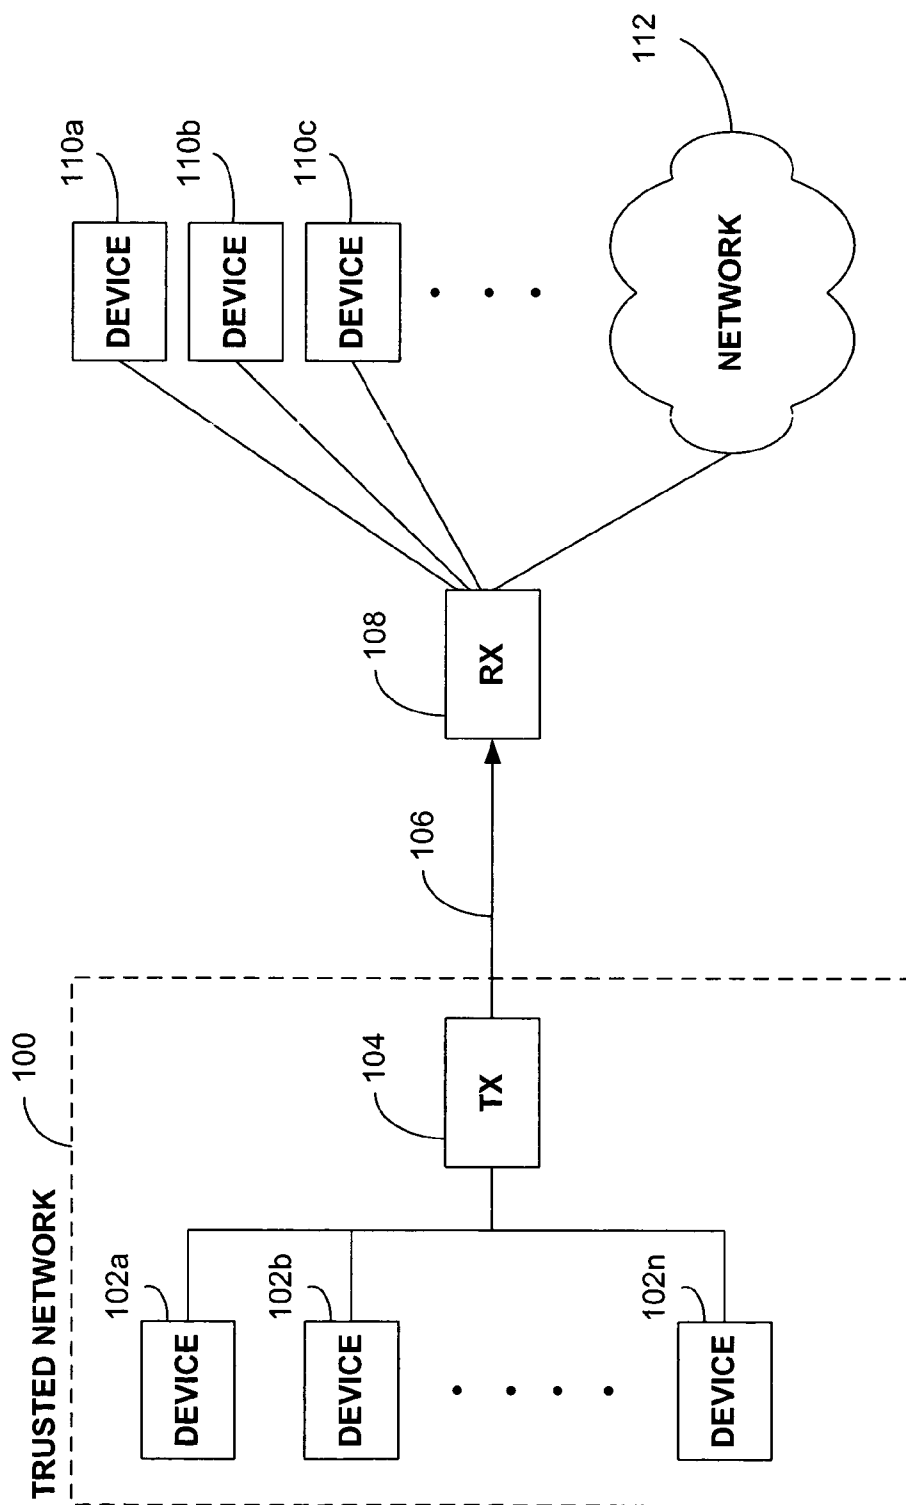 TRUSTED NETWORK
100
DEVICE
102a
DEVICE
102b
DEVICE
102n
TX
104
106
RX
108
DEVICE
110a
DEVICE
110b
DEVICE
110c
NETWORK
112